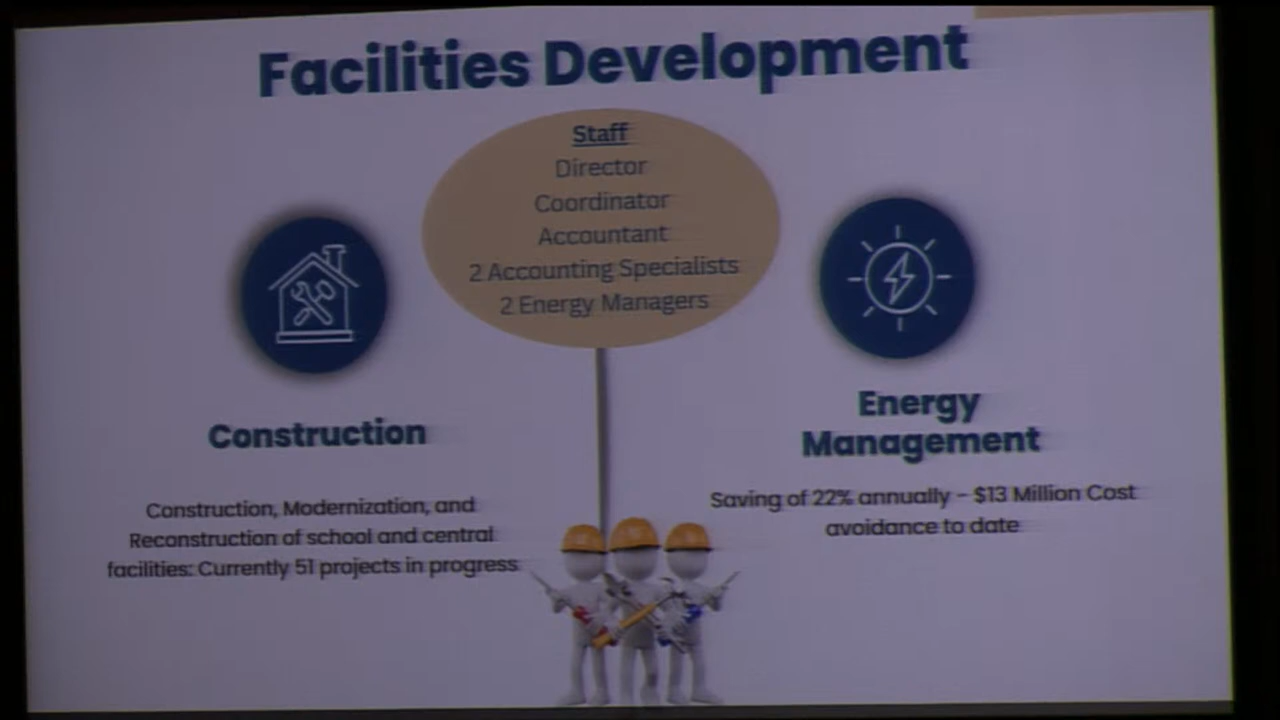 Facilities Development
Staff
Director
Coordinator
Accountant
2 Accounting Specialists
2 Energy Managers
Construction
Construction, Modernization, and
Reconstruction of school and central
facilities: Currently 51 projects in progress
Energy
Management
Saving of 22% annually - $13 Million Cost
avoidance to date